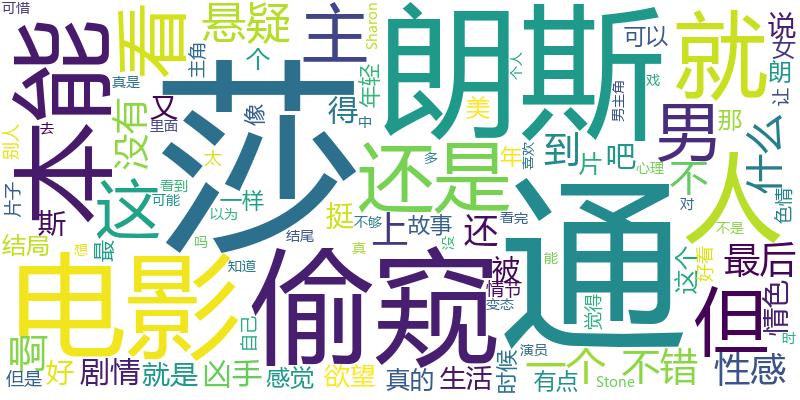 可惜
本能
看
悬疑
主
Sharon
朗斯
可以
就
说
女
朗
让
主角
个
年轻
个人
男主角
戏
真是
没有
又
里面
得
像
中
美
男
那
什么
莎
别人
去
片子
这
太
年
喜欢
到
片
吧
不
人
色情
还是
多
心理
看到
可能
一样
以为
斯
挺
不够
上
故事
还
看完
通
对
不是
结局
最
想
吗
结尾
真
没
能
这个
好看
最后
电影
知道
偷窥
被
情节
变态
觉得
但
情色
时
啊
自己
但是
好
剧情
就是
凶手
感觉
欲望
真的
生活
时候
演员
有点
一个
Stone
不错
性感